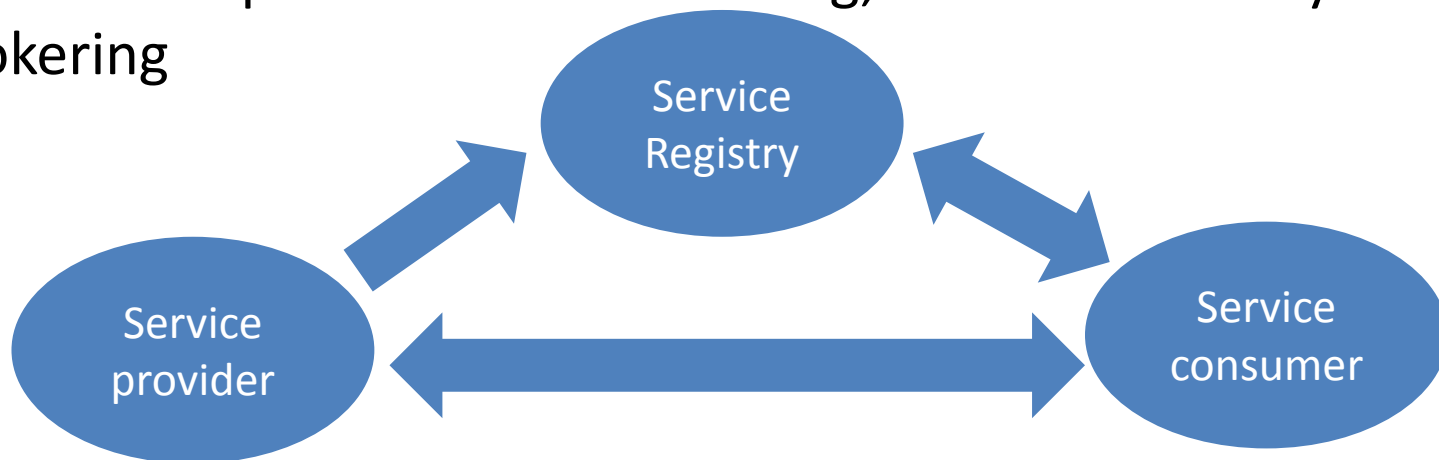 okering
Service
Registry
Service
provider
Service
consumer